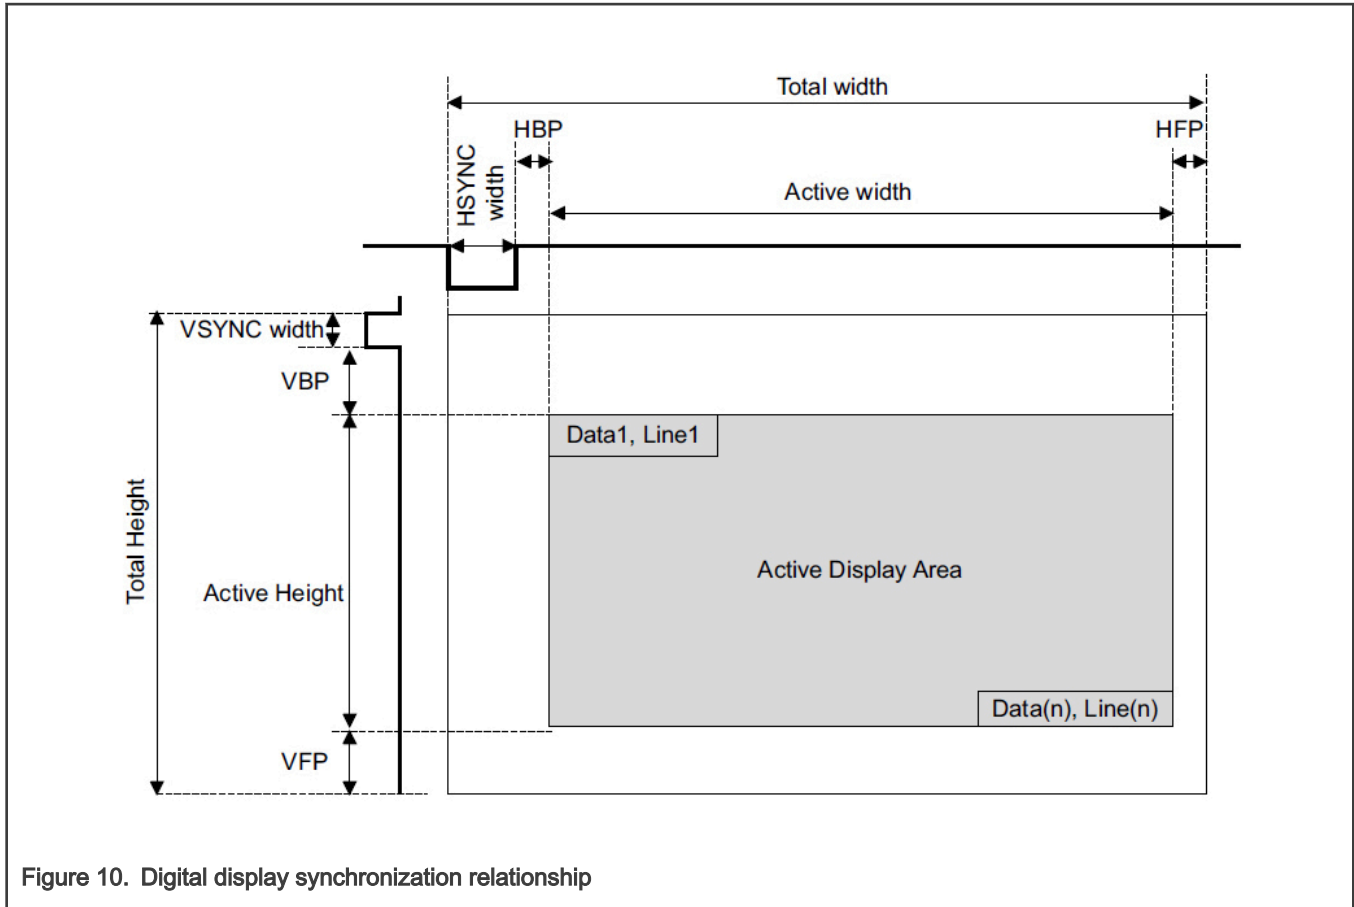 Total width
HBP
HFP
HSYNC
width
Active width
VSYNC width
VBP
Data1, Line1
Total Height
Active Display Area
Active Height
Data(n), Line(n)
VFP
Figure 10. Digital display synchronization relationship